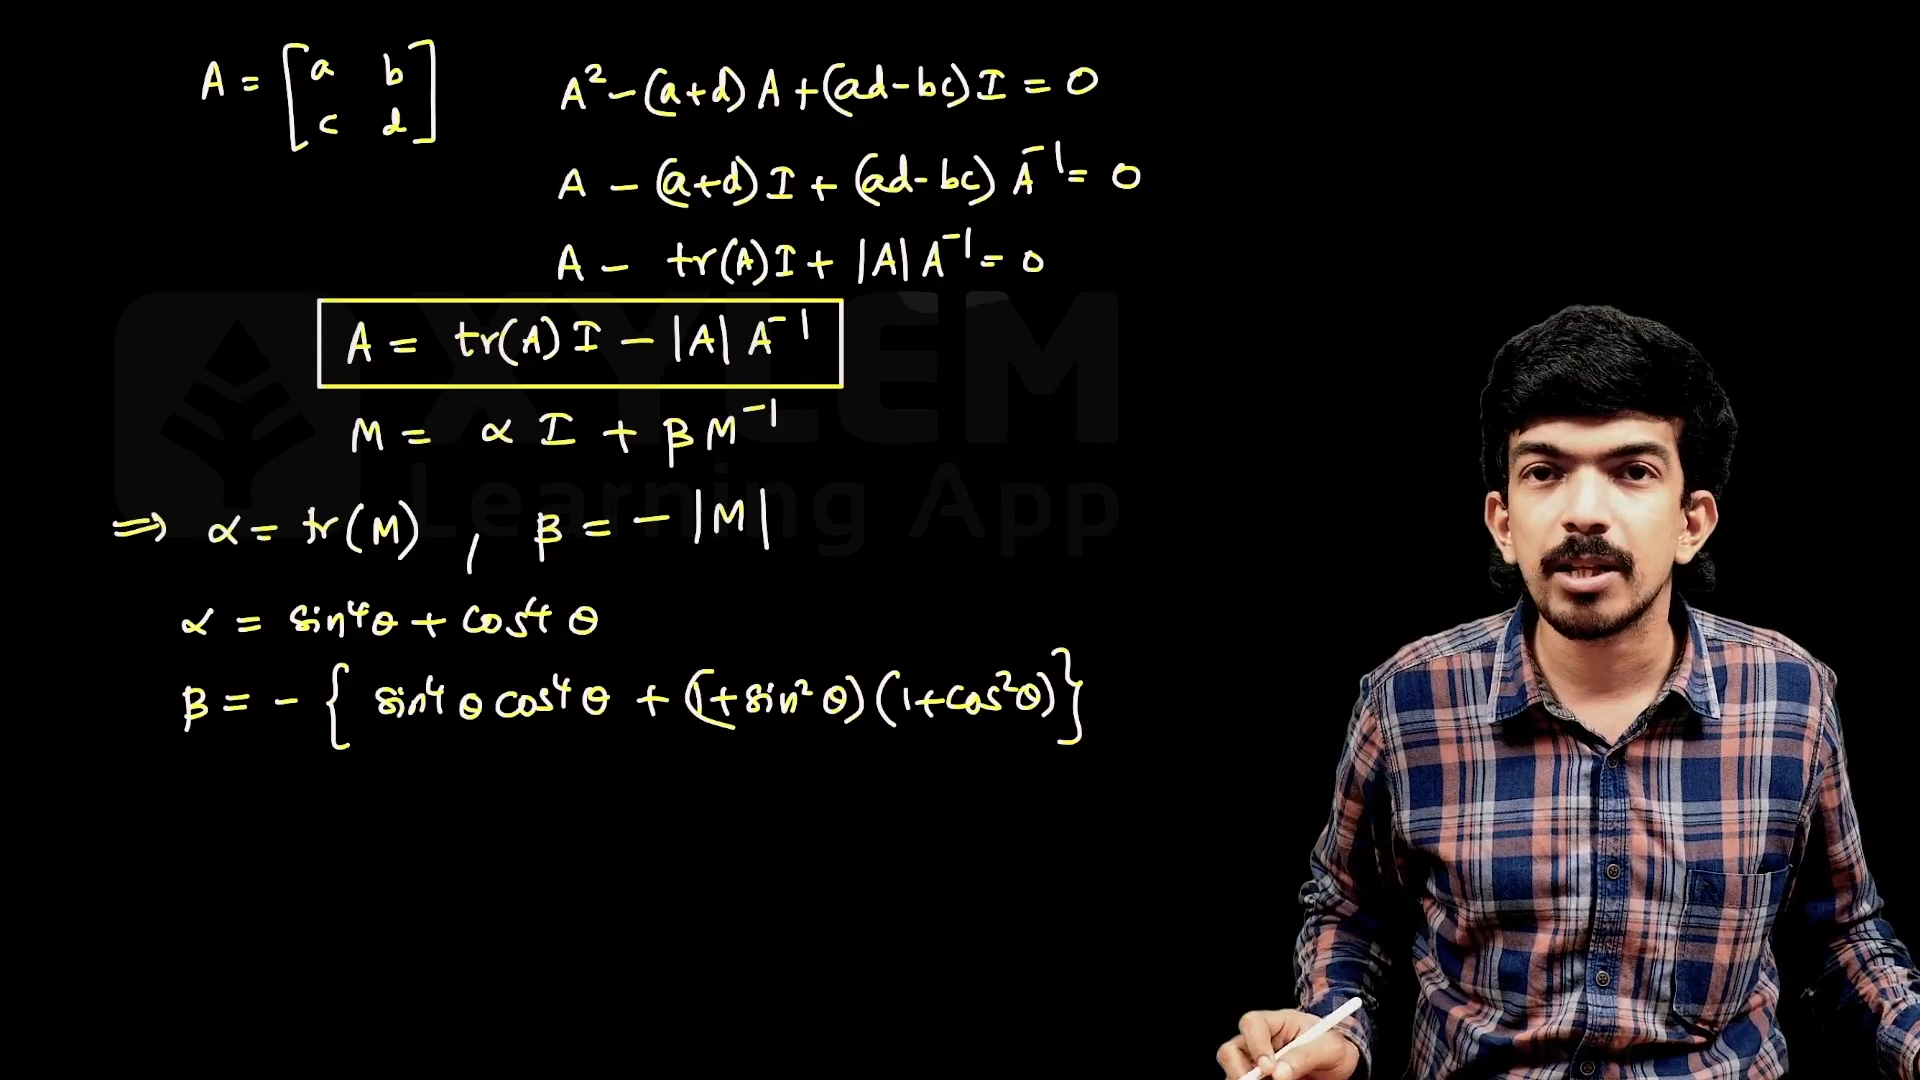 A = [a b
c d]
A² - (a+d) A + (ad-bc) I = 0
A - (a+d) I + (ad-bc) A⁻¹ = 0
A - tr(A) I + |A| A⁻¹ = 0
A = tr(A) I - |A| A⁻¹
M = α I + β M⁻¹
⇒ α = tr(M) , β = - |M|
α = sin⁴θ + cos⁴θ
β = - { sin⁴θ cos⁴θ + (1+sin²θ)(1+cos²θ) }
XYLEM
Learning App